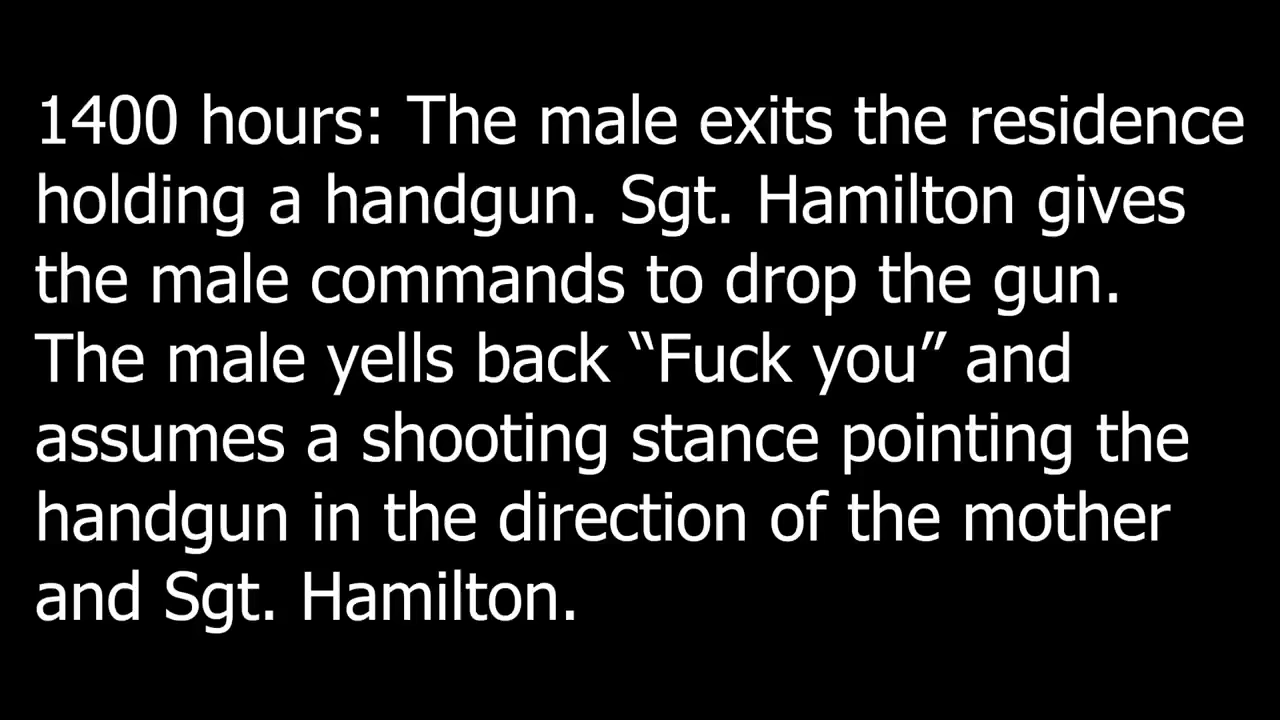 1400 hours: The male exits the residence
holding a handgun. Sgt. Hamilton gives
the male commands to drop the gun.
The male yells back “Fuck you” and
assumes a shooting stance pointing the
handgun in the direction of the mother
and Sgt. Hamilton.